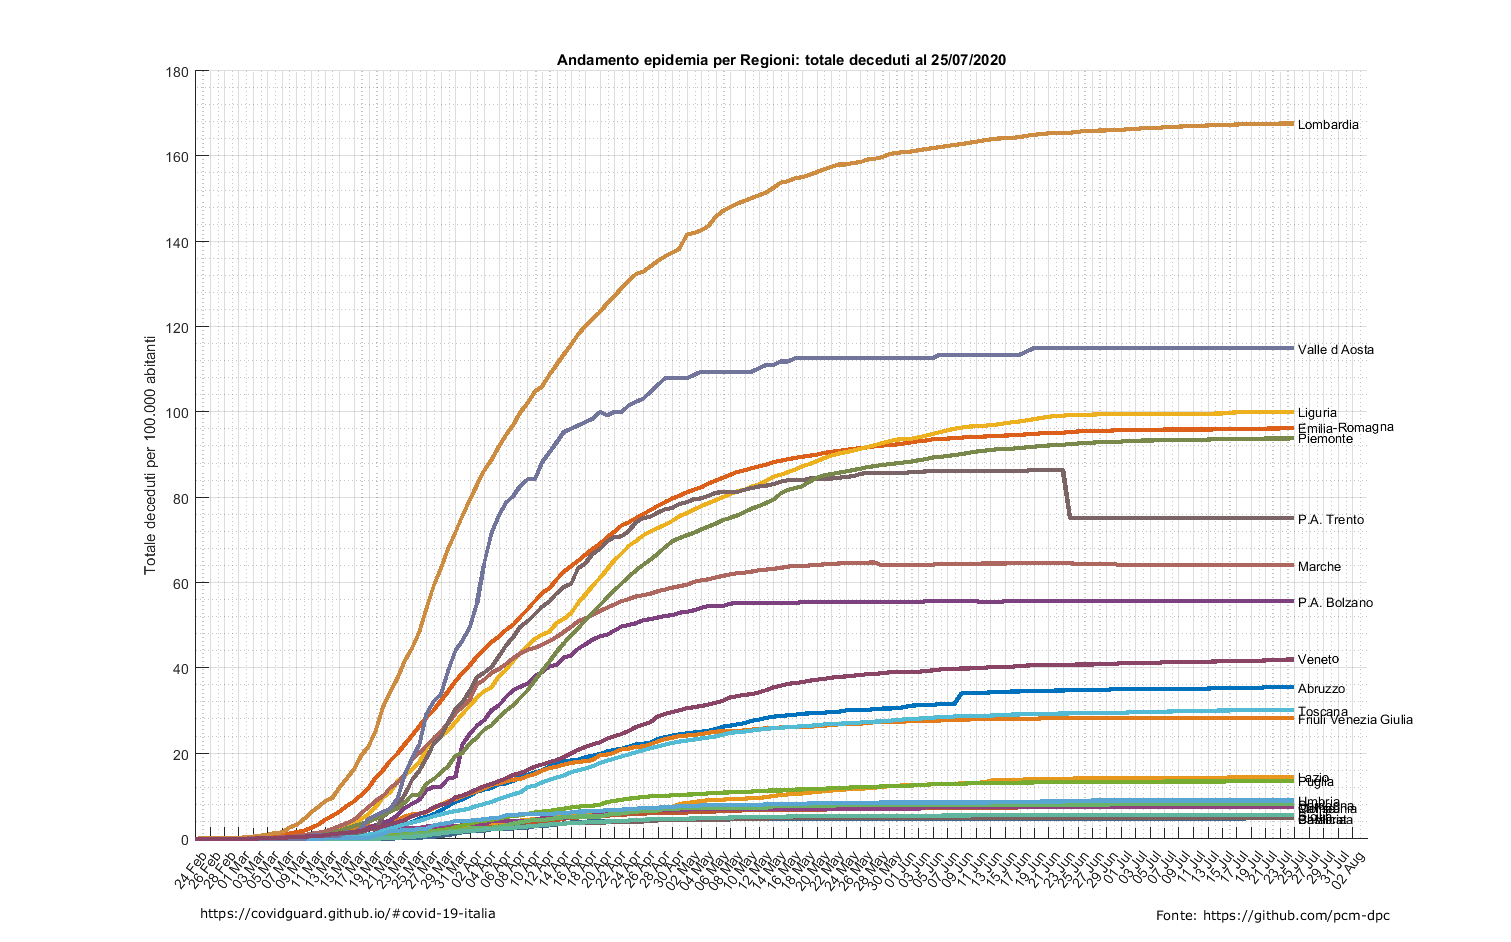 Andamento epidemia per Regioni: totale deceduti al 25/07/2020
Totale deceduti per 100.000 abitanti
180
160
140
120
100
80
60
40
20
0
Lombardia
Valle d Aosta
Liguria
Emilia-Romagna
Piemonte
P.A. Trento
Marche
P.A. Bolzano
Veneto
Abruzzo
Toscana
Friuli Venezia Giulia
Lazio
Puglia
Umbria
24 Feb
26 Feb
28 Feb
01 Mar
03 Mar
05 Mar
07 Mar
09 Mar
11 Mar
13 Mar
15 Mar
17 Mar
19 Mar
21 Mar
23 Mar
25 Mar
27 Mar
29 Mar
31 Mar
02 Apr
04 Apr
06 Apr
08 Apr
10 Apr
12 Apr
14 Apr
16 Apr
18 Apr
20 Apr
22 Apr
24 Apr
26 Apr
28 Apr
30 Apr
02 May
04 May
06 May
08 May
10 May
12 May
14 May
16 May
18 May
20 May
22 May
24 May
26 May
28 May
30 May
01 Jun
03 Jun
05 Jun
07 Jun
09 Jun
11 Jun
13 Jun
15 Jun
17 Jun
19 Jun
21 Jun
23 Jun
25 Jun
27 Jun
29 Jun
01 Jul
03 Jul
05 Jul
07 Jul
09 Jul
11 Jul
13 Jul
15 Jul
17 Jul
19 Jul
21 Jul
23 Jul
25 Jul
27 Jul
29 Jul
31 Jul
02 Aug
https://covidguard.github.io/#covid-19-italia
Fonte: https://github.com/pcm-dpc